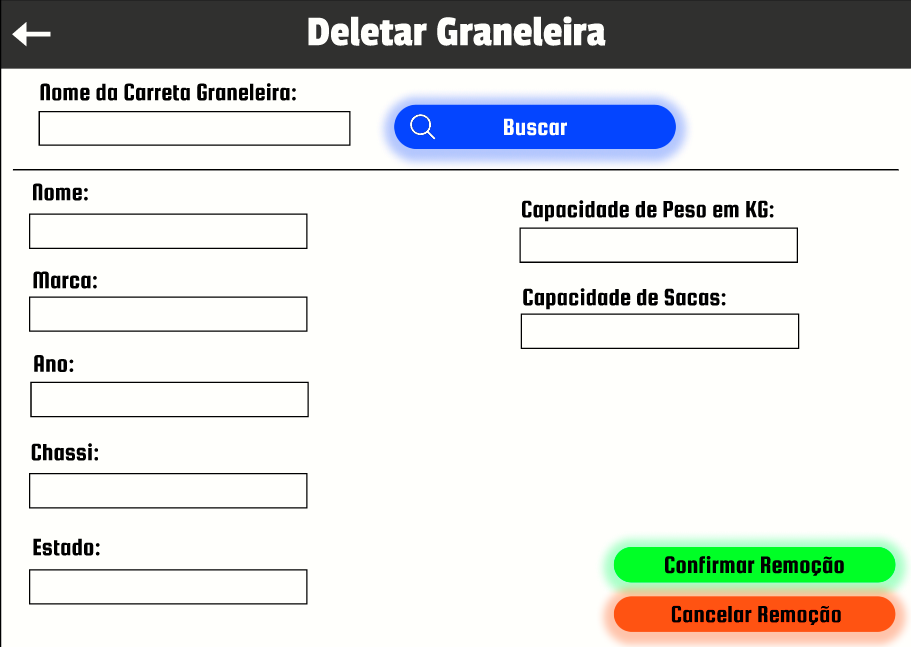 Deletar Graneleira
Nome da Carreta Graneleira:
Buscar
Nome:
Capacidade de Peso em KG:
Marca:
Capacidade de Sacas:
Ano:
Chassi:
Estado:
Confirmar Remoção
Cancelar Remoção